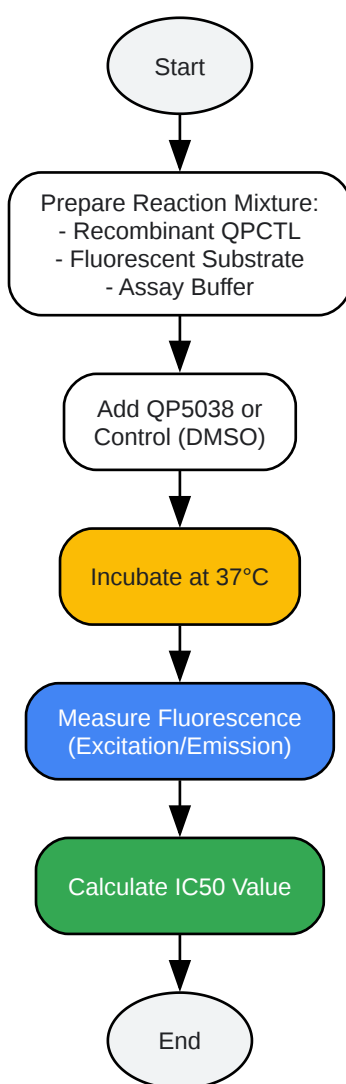 Start
Prepare Reaction Mixture:
- Recombinant QPCTL
- Fluorescent Substrate
- Assay Buffer
Add QP5038 or
Control (DMSO)
Incubate at 37°C
Measure Fluorescence
(Excitation/Emission)
Calculate IC50 Value
End